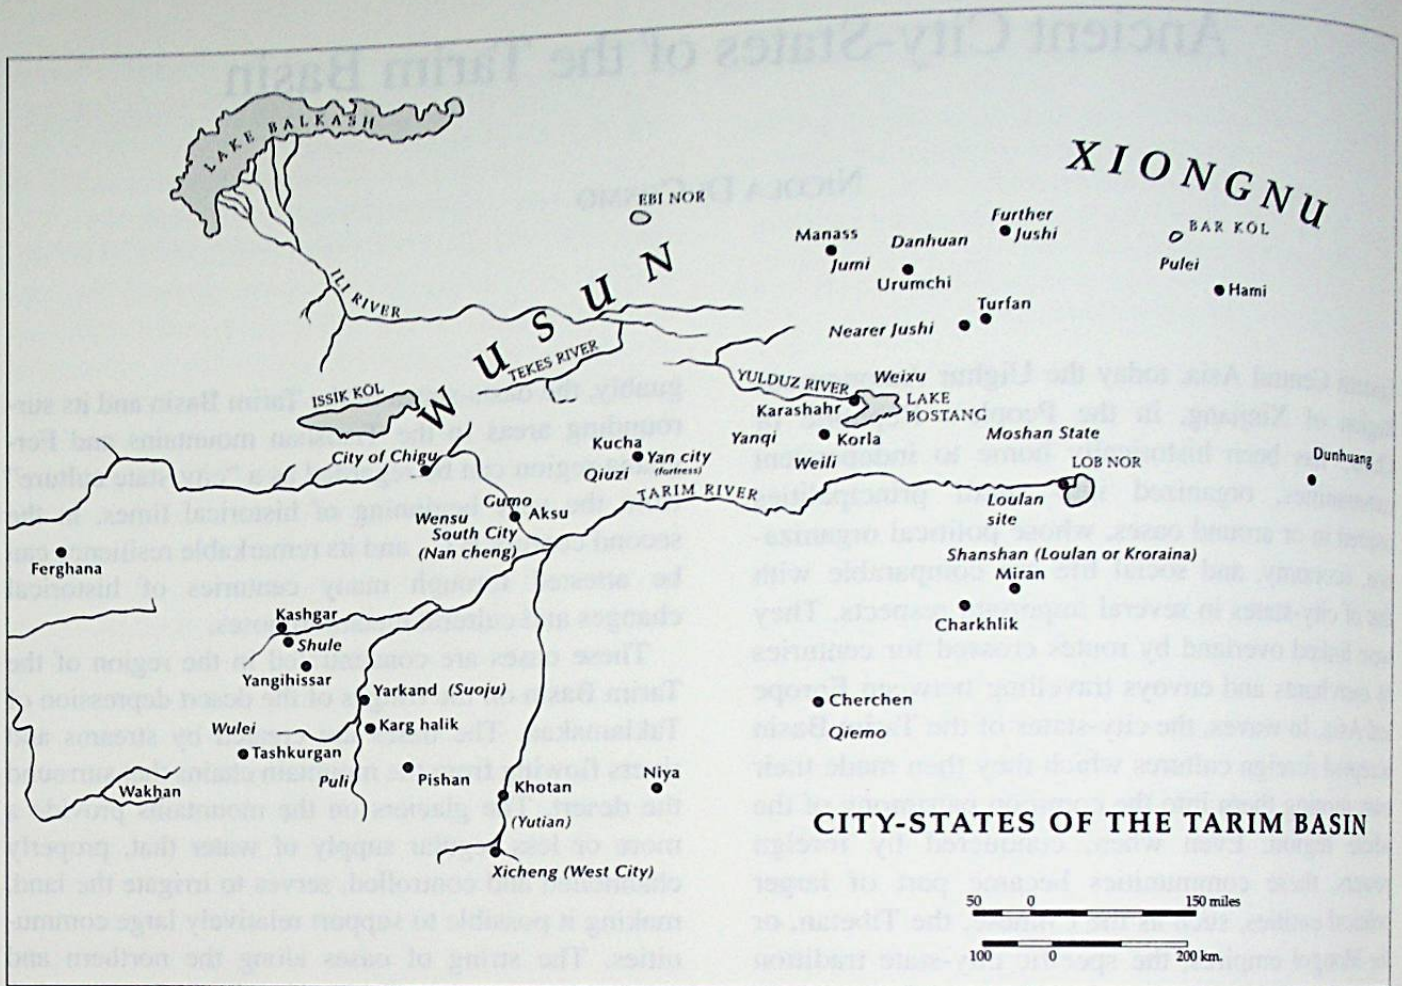 LAKE BALKASH
XIONGNU
EBI NOR
Further
Jushi
BAR KÖL
Manass
Jumi
Danhuan
Urumchi
Pulei
Hami
ILI RIVER
WUSUN
Turfan
Nearer Jushi
TEKES RIVER
ISSIK KÖL
YULDUZ RIVER
Weixu
LAKE
BOSTANG
Karashahr
Yanqi
Korla
Moshan State
Kucha
Yan city
(fortress)
Qiuzi
City of Chigu
Weili
LOB NOR
Dunhuang
TARIM RIVER
Loulan
site
Gumo
Aksu
Wensu
South City
(Nan cheng)
Shanshan (Loulan or Kroraina)
Miran
Ferghana
Charkhlik
Kashgar
Shule
Yangihissar
Yarkand (Suoju)
Cherchen
Qiemo
Wulei
Karg halik
Tashkurgan
Puli
Pishan
Niya
Wakhan
Khotan
(Yutian)
Xicheng (West City)
CITY-STATES OF THE TARIM BASIN
50 0 150 miles
100 0 200 km.